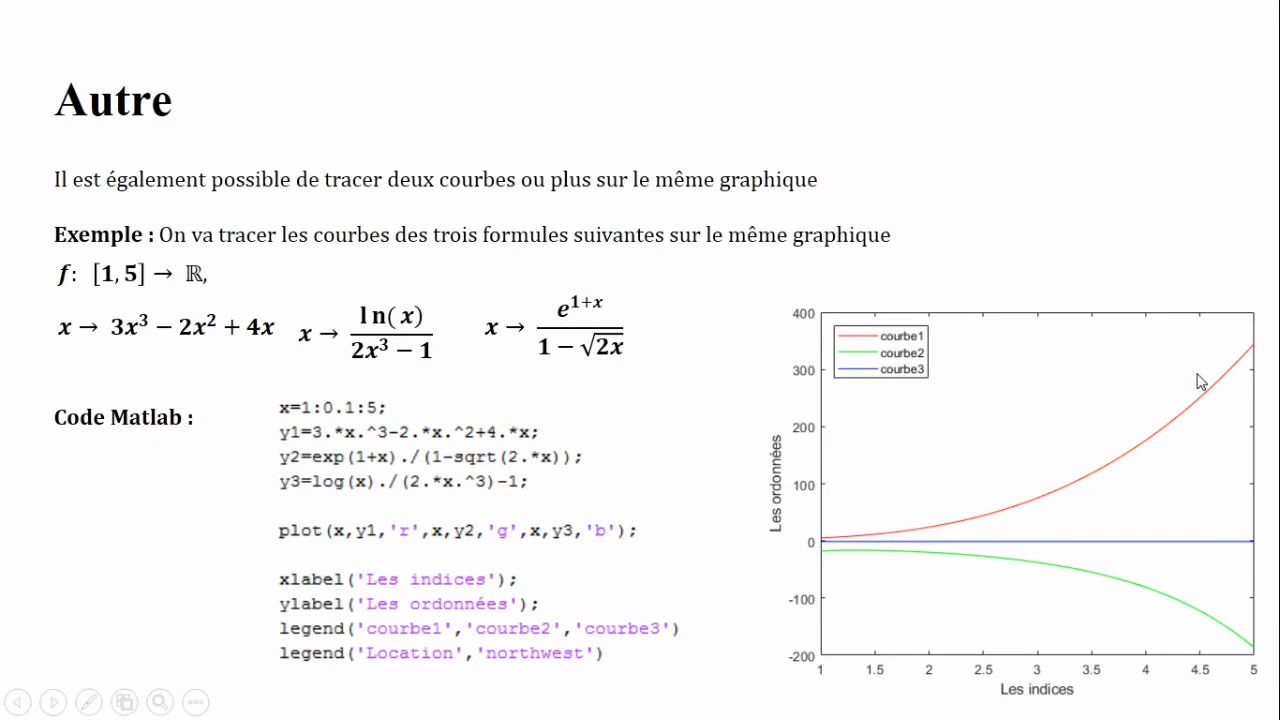 Autre
Il est également possible de tracer deux courbes ou plus sur le même graphique
Exemple : On va tracer les courbes des trois formules suivantes sur le même graphique
f: [1, 5] → ℝ,
x → 3x³ − 2x² + 4x
x → ln(x) / 2x³ − 1
x → e^{1+x} / 1 − √2x
Code Matlab :
x=1:0.1:5;
y1=3.*x.^3-2.*x.^2+4.*x;
y2=exp(1+x)./(1-sqrt(2.*x));
y3=log(x)./(2.*x.^3)-1;
plot(x,y1,'r',x,y2,'g',x,y3,'b');
xlabel('Les indices');
ylabel('Les ordonnées');
legend('courbe1','courbe2','courbe3')
legend('Location','northwest')
courbe1
courbe2
courbe3
400
300
200
100
0
-100
-200
Les ordonnées
1 1.5 2 2.5 3 3.5 4 4.5 5
Les indices